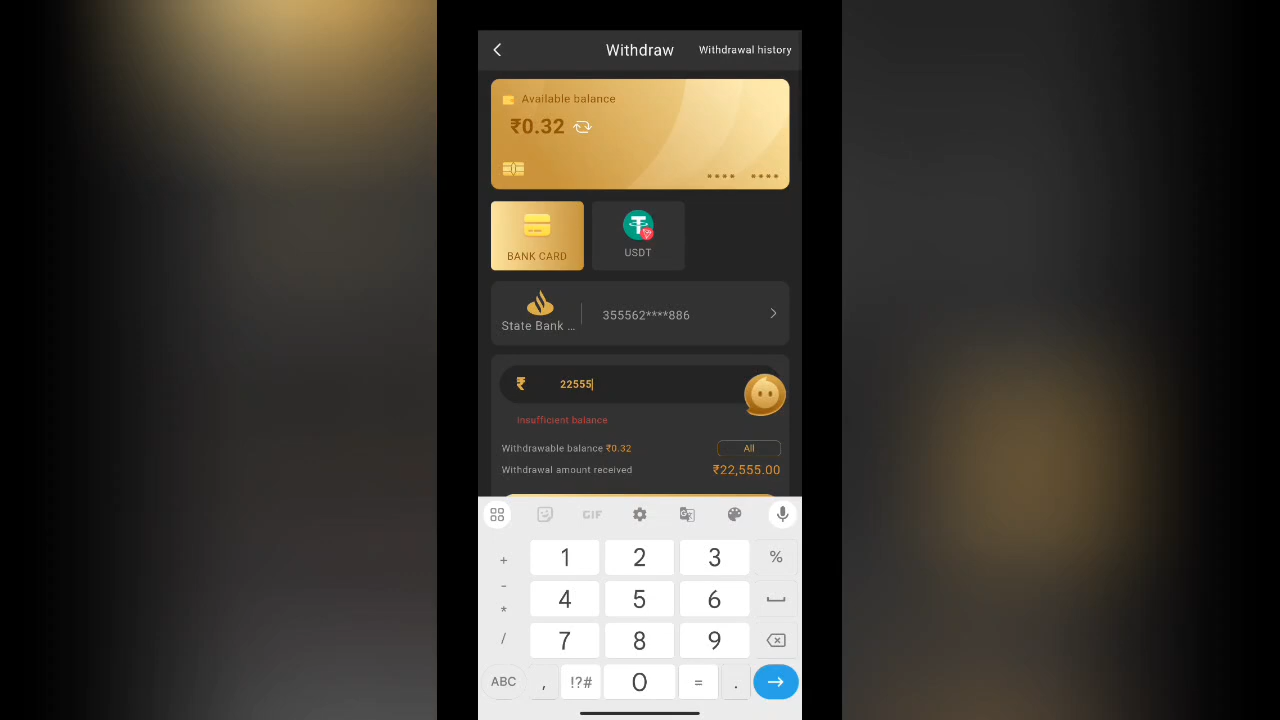 Withdraw
Withdrawal history
Available balance
₹0.32
BANK CARD
USDT
State Bank ...
355562****886
₹ 22555
Insufficient balance
Withdrawable balance ₹0.32
All
Withdrawal amount received
₹22,555.00
GIF
+ 1 2 3 %
-
4 5 6
*
/ 7 8 9
ABC , !?# 0 = .